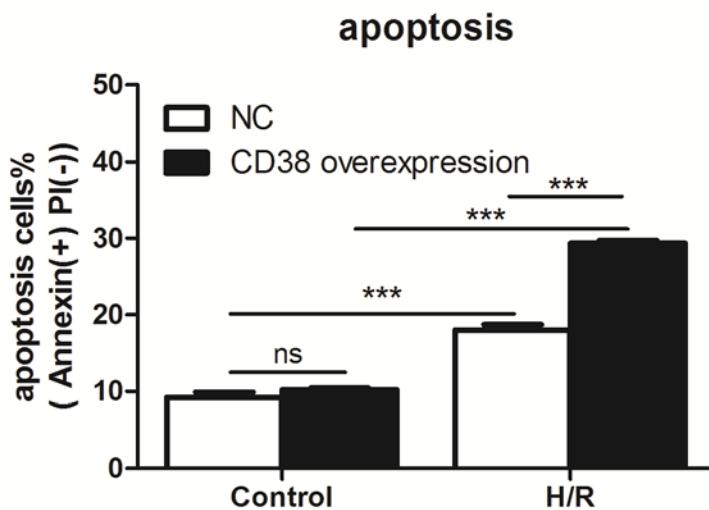 apoptosis
apoptosis cells%
( Annexin(+) PI(-))
50
40
30
20
10
0
NC
CD38 overexpression
***
***
***
ns
Control
H/R